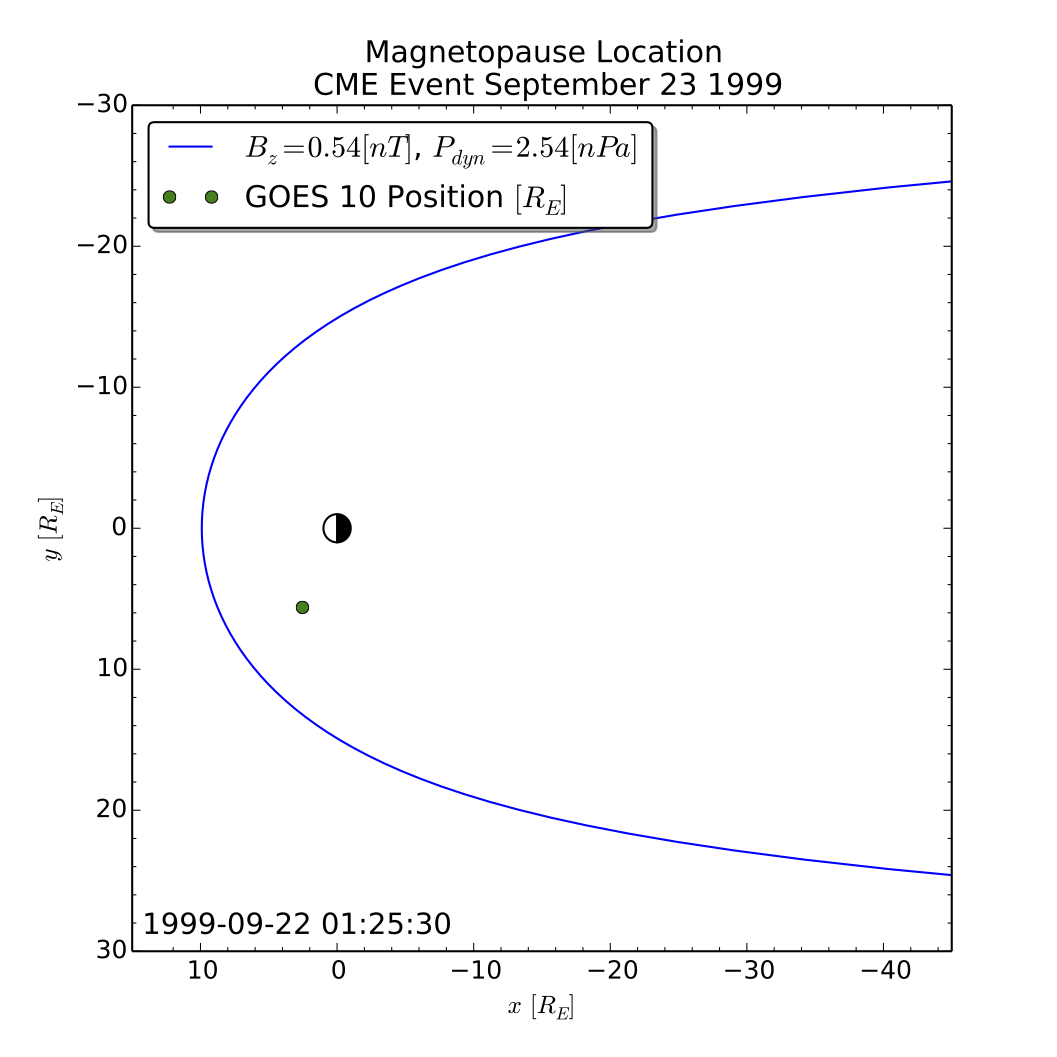 Magnetopause Location
CME Event September 23 1999
B_z=0.54[nT], P_dyn=2.54[nPa]
GOES 10 Position [R_E]
−30
−20
−10
0
10
20
30
y [R_E]
1999-09-22 01:25:30
10 0 −10 −20 −30 −40
x [R_E]